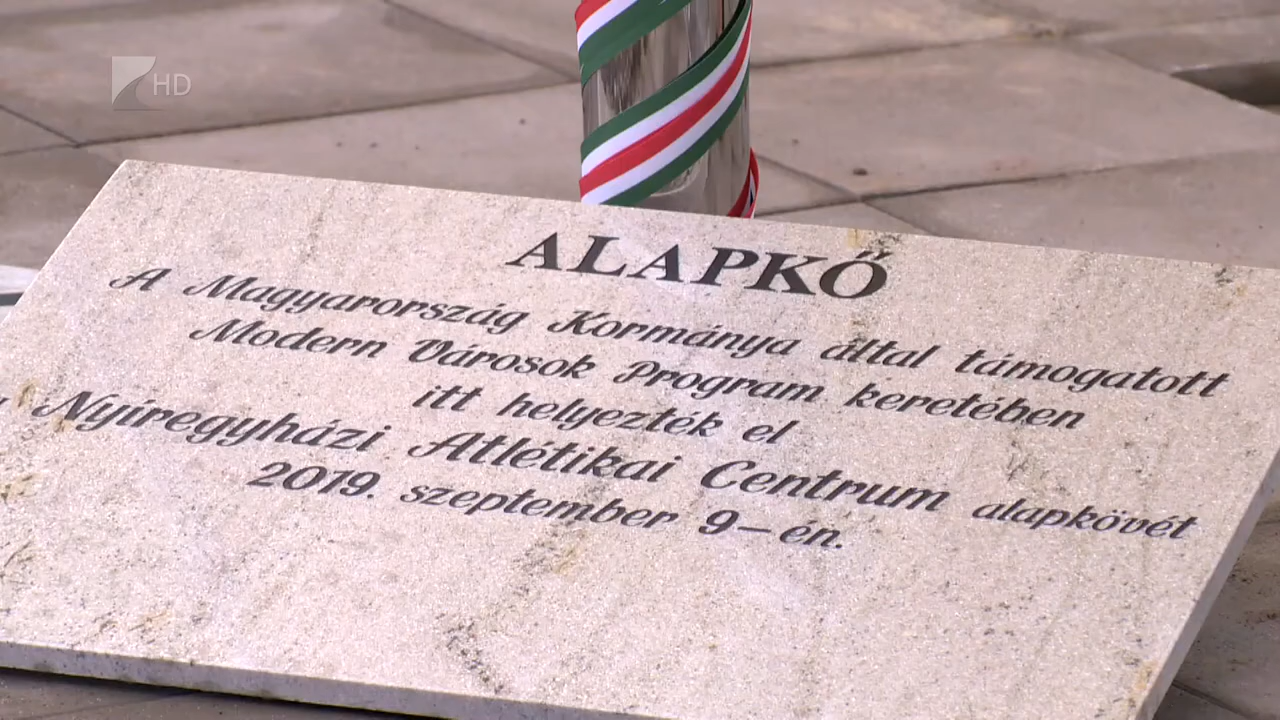 HD
ALAPKŐ
A Magyarország Kormánya által támogatott
Modern Városok Program keretében
itt helyezték el
Nyíregyházi Atlétikai Centrum alapkövét
2019. szeptember 9-én.